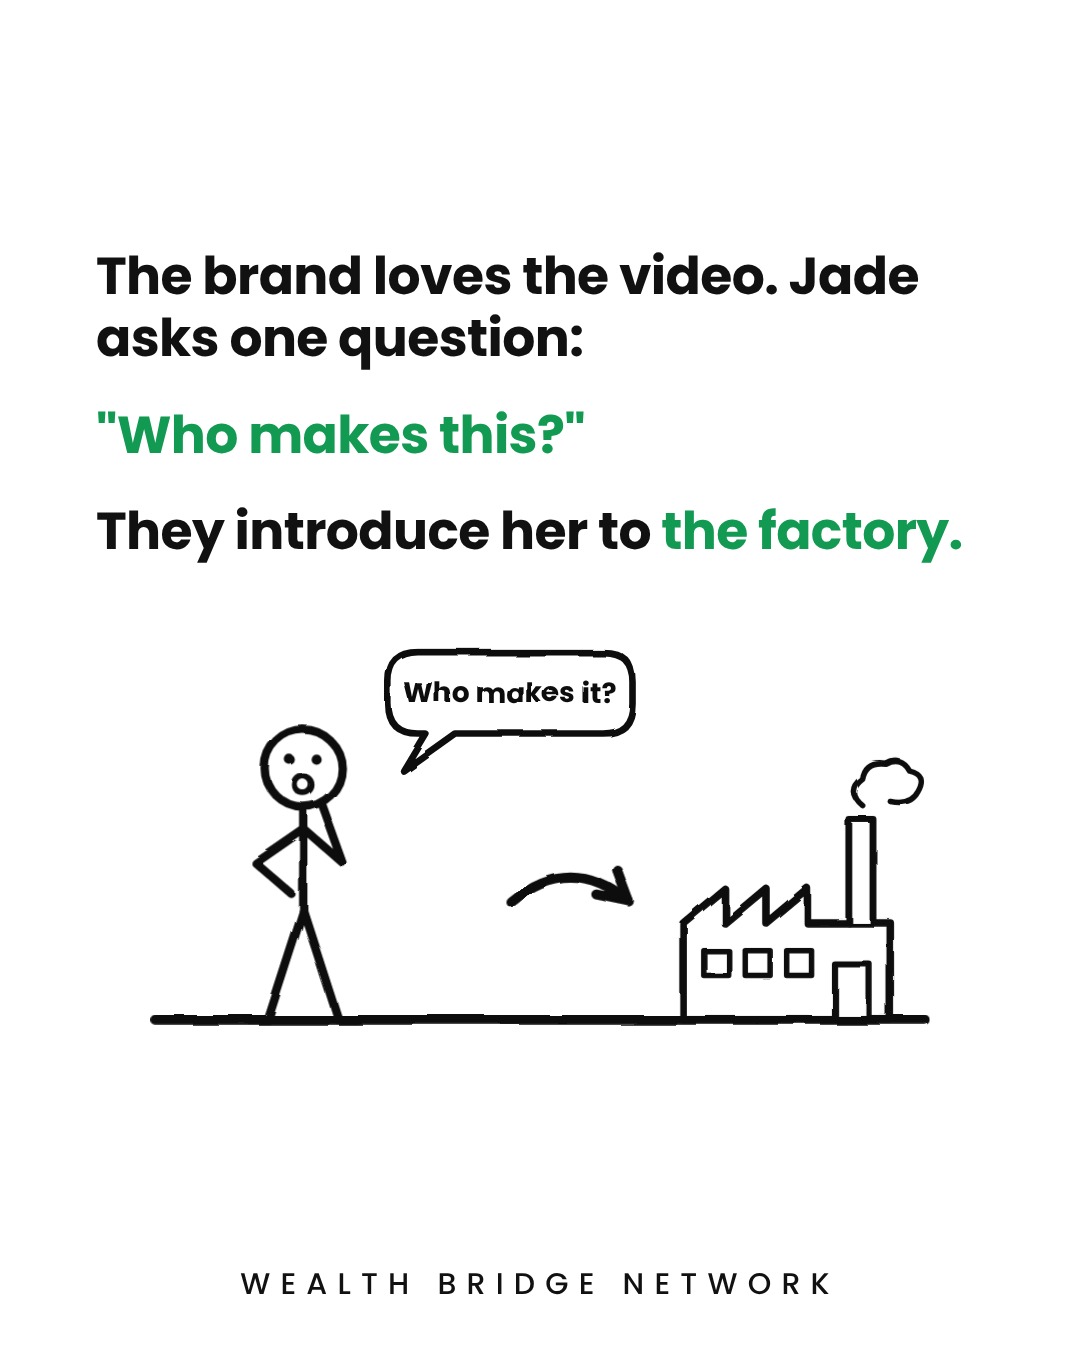 The brand loves the video. Jade
asks one question:
"Who makes this?"
They introduce her to the factory.
Who makes it?
WEALTH BRIDGE NETWORK